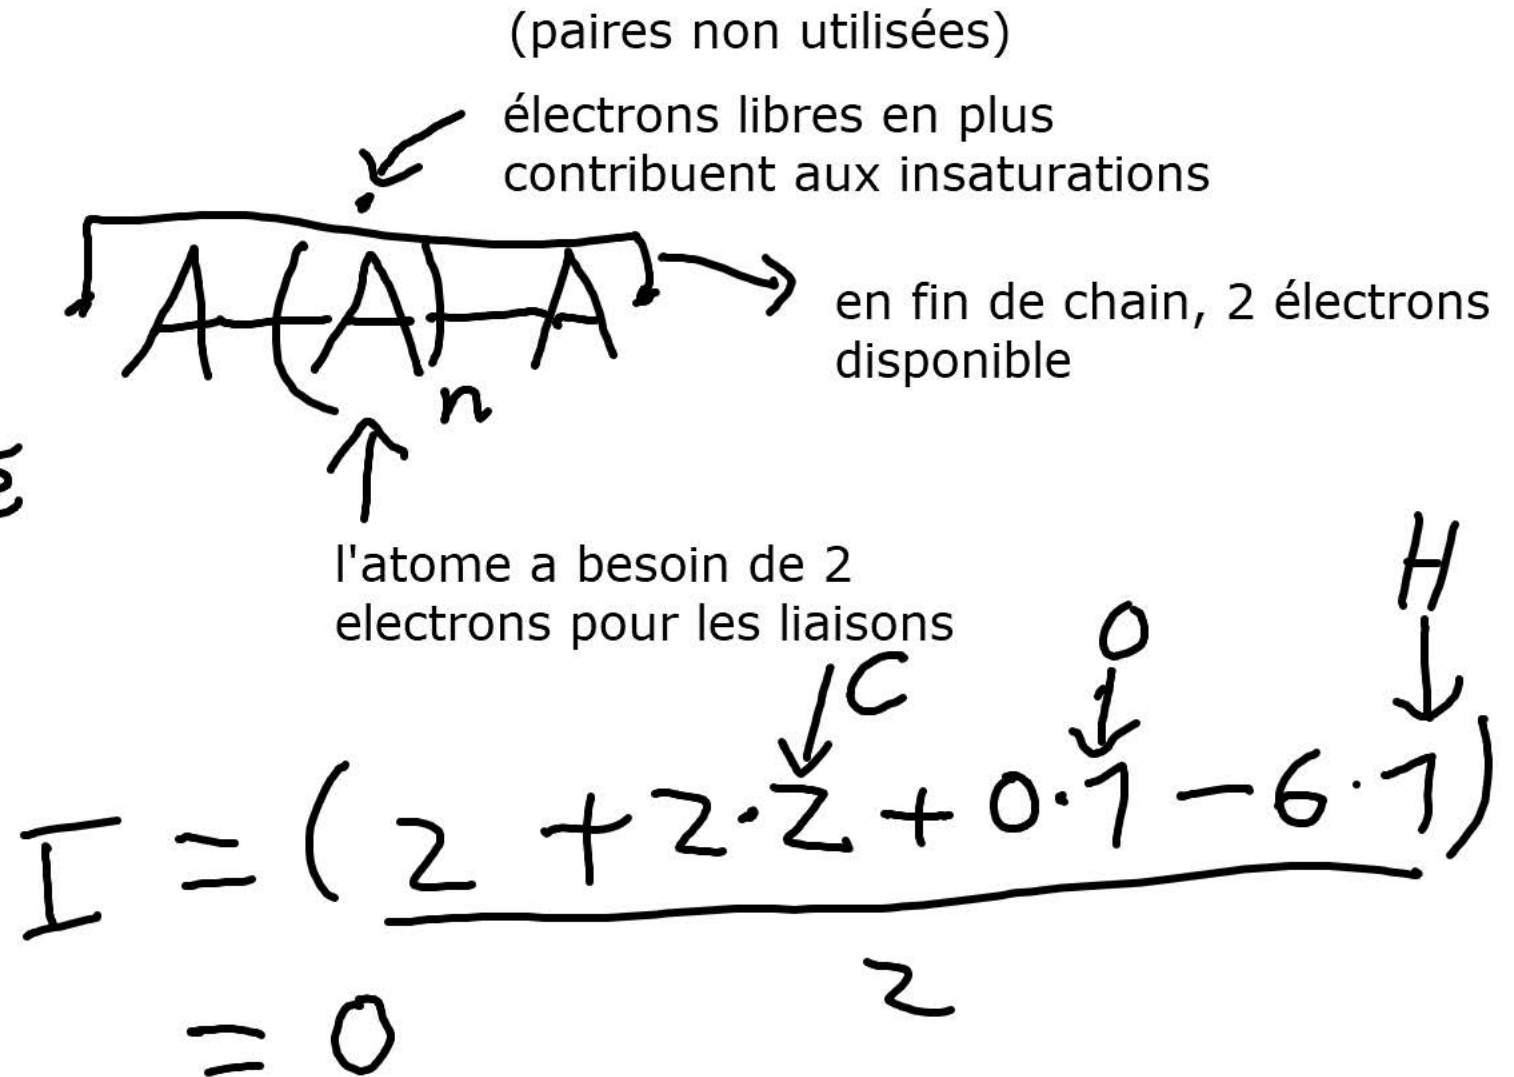 (paires non utilisées)
électrons libres en plus
contribuent aux insaturations
A-(A)-A
n
en fin de chain, 2 électrons
disponible
l'atome a besoin de 2
electrons pour les liaisons
C
O
H
I = (2 + 2·2 + 0·1 - 6·1)
2
= 0